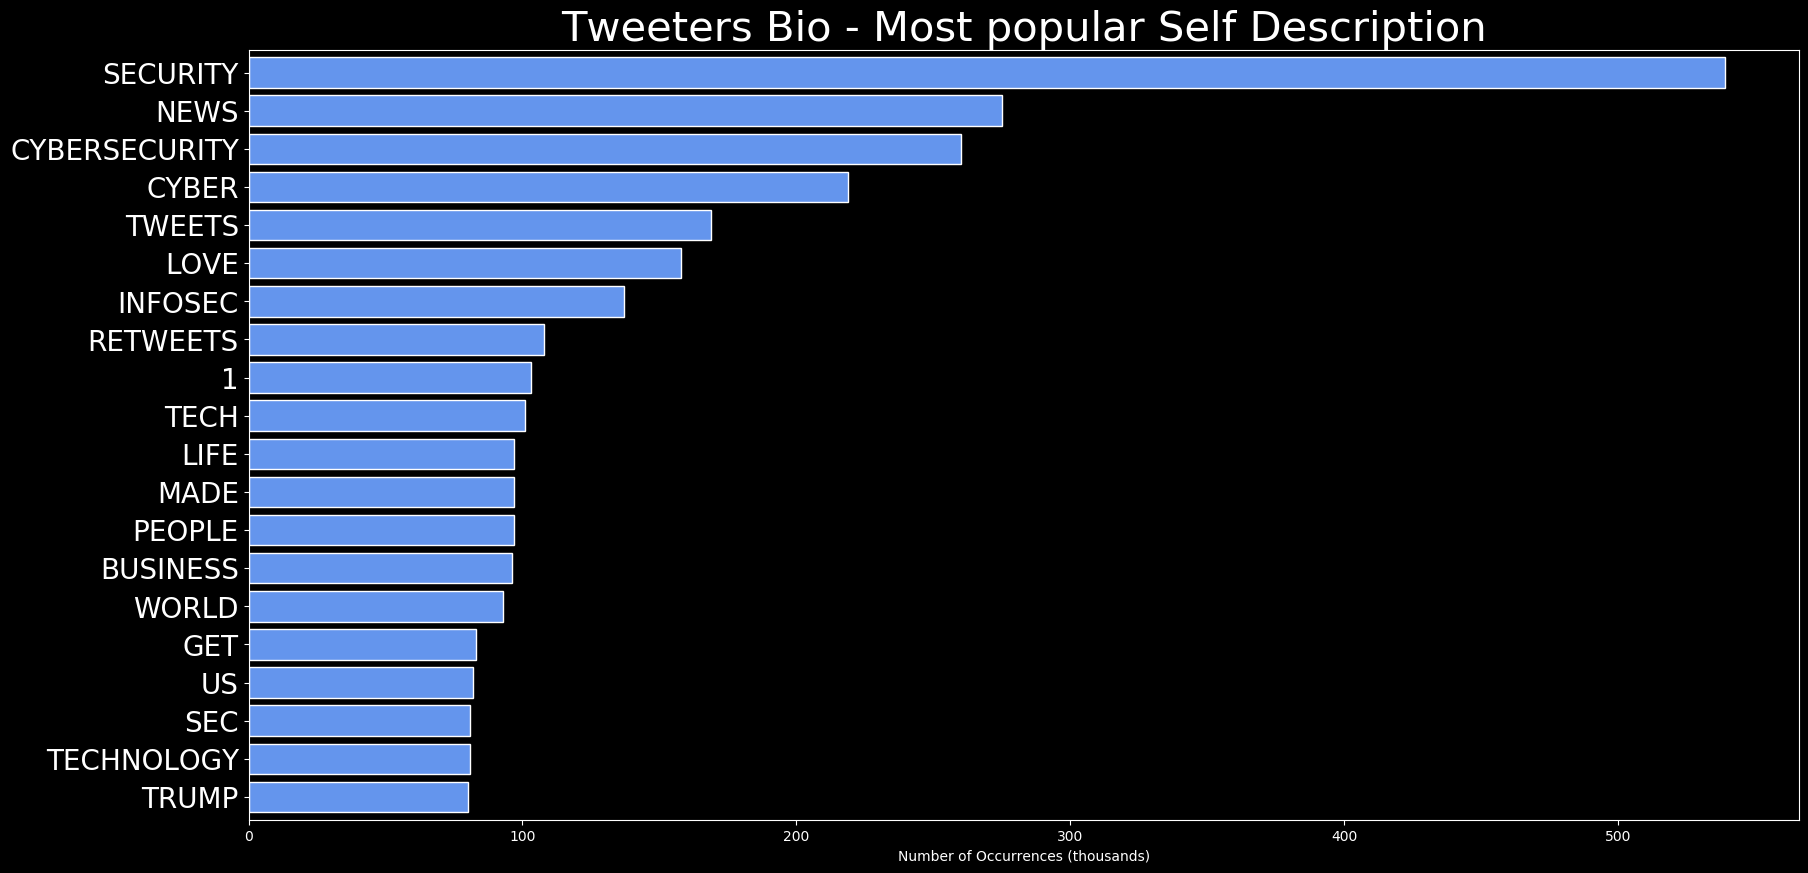 Tweeters Bio - Most popular Self Description
SECURITY
NEWS
CYBERSECURITY
CYBER
TWEETS
LOVE
INFOSEC
RETWEETS
1
TECH
LIFE
MADE
PEOPLE
BUSINESS
WORLD
GET
US
SEC
TECHNOLOGY
TRUMP
0 100 200 300 400 500
Number of Occurrences (thousands)